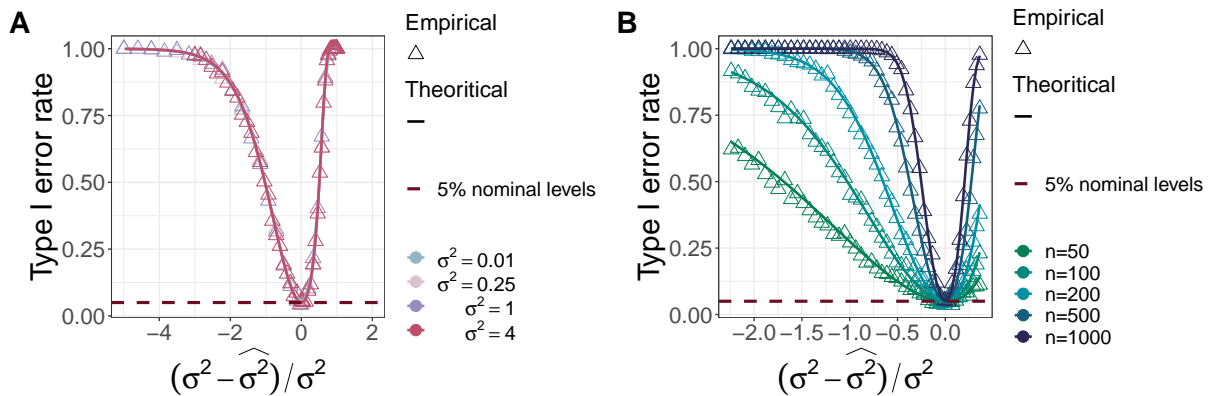 A
Type I error rate
1.00
0.75
0.50
0.25
0.00
−4
−2
0
2
(σ² − σ̂²)/σ²
Empirical
Theoritical
5% nominal levels
σ² = 0.01
σ² = 0.25
σ² = 1
σ² = 4
B
Type I error rate
1.00
0.75
0.50
0.25
0.00
−2.0
−1.5
−1.0
−0.5
0.0
(σ² − σ̂²)/σ²
Empirical
Theoritical
5% nominal levels
n=50
n=100
n=200
n=500
n=1000